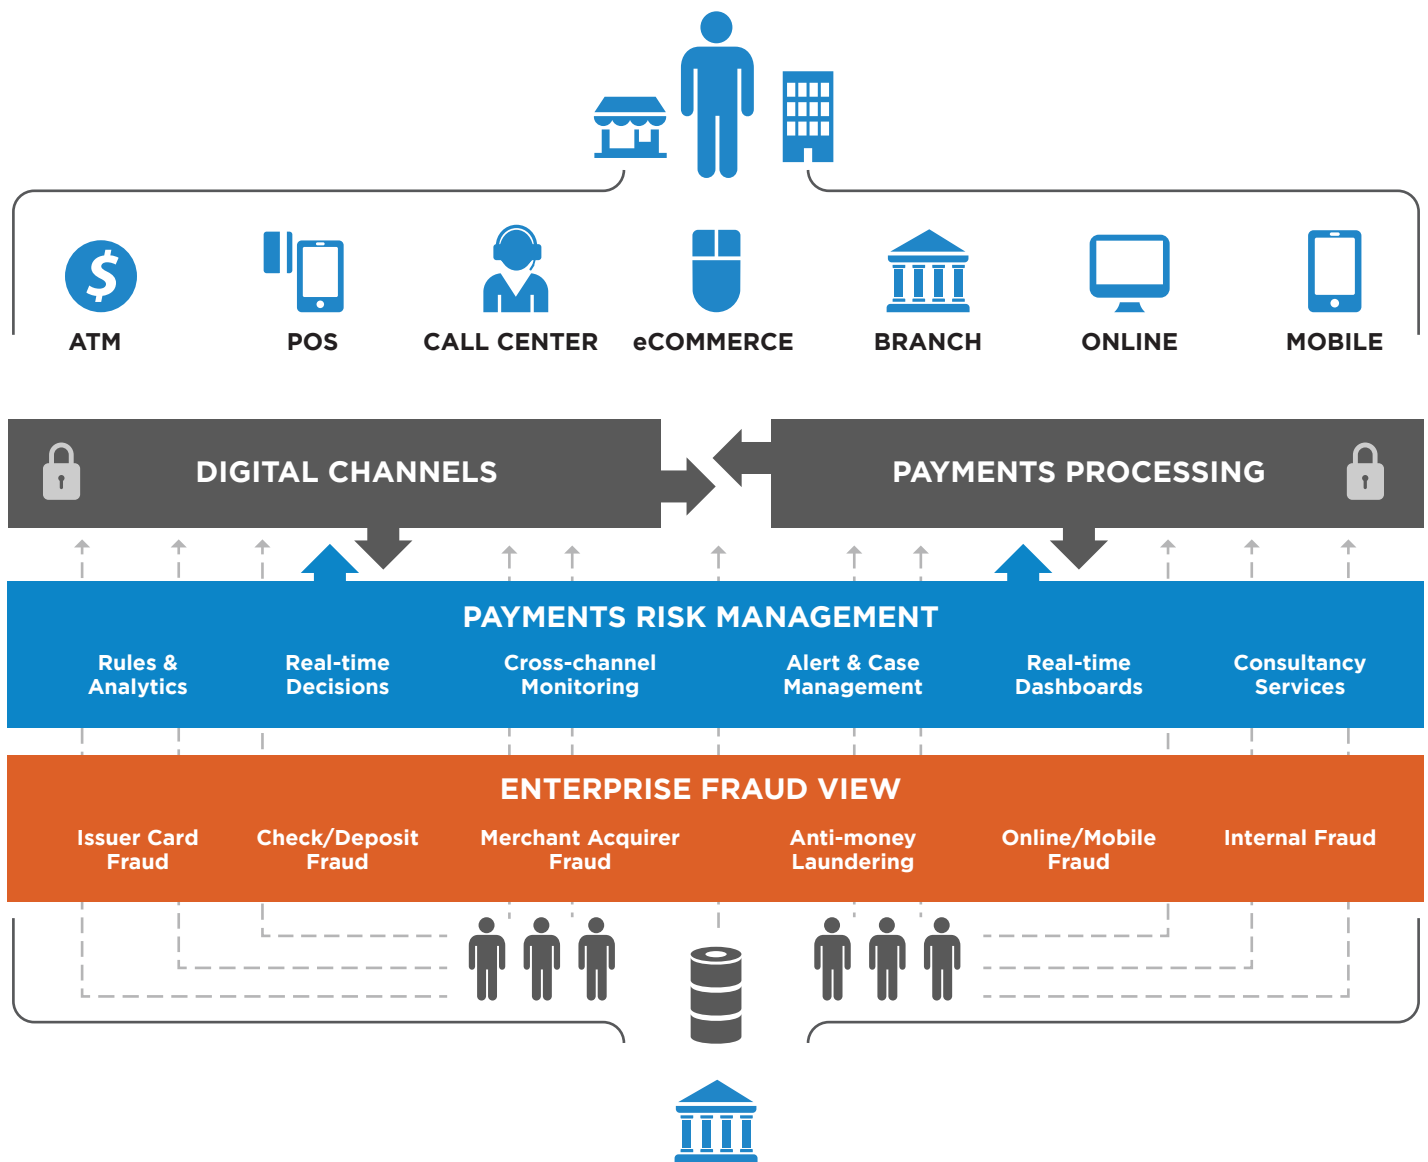 ATM
POS
CALL CENTER
eCOMMERCE
BRANCH
ONLINE
MOBILE
DIGITAL CHANNELS
PAYMENTS PROCESSING
PAYMENTS RISK MANAGEMENT
Rules &
Analytics
Real-time
Decisions
Cross-channel
Monitoring
Alert & Case
Management
Real-time
Dashboards
Consultancy
Services
ENTERPRISE FRAUD VIEW
Issuer Card
Fraud
Check/Deposit
Fraud
Merchant Acquirer
Fraud
Anti-money
Laundering
Online/Mobile
Fraud
Internal Fraud